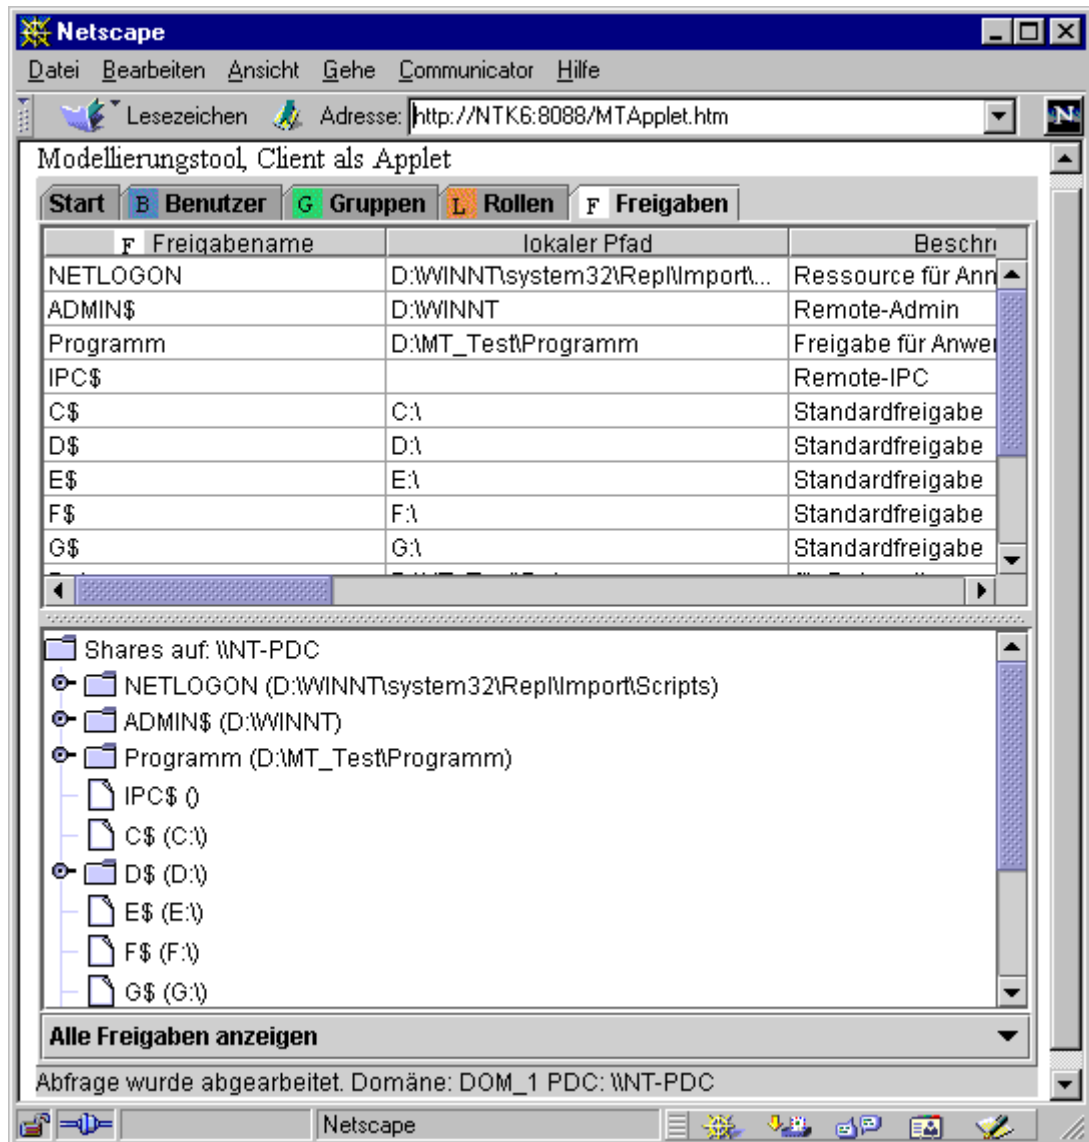 Netscape
Datei Bearbeiten Ansicht Gehe Communicator Hilfe
Lesezeichen Adresse: http://NTK6:8088/MTApplet.htm N
Modellierungstool, Client als Applet
Start B Benutzer G Gruppen L Rollen F Freigaben
F Freigabename lokaler Pfad Beschr
NETLOGON D:\WINNT\system32\Repl\Import\... Ressource für Ann
ADMIN$ D:\WINNT Remote-Admin
Programm D:\MT_Test\Programm Freigabe für Anwe
IPC$ Remote-IPC
C$ C:\ Standardfreigabe
D$ D:\ Standardfreigabe
E$ E:\ Standardfreigabe
F$ F:\ Standardfreigabe
G$ G:\ Standardfreigabe
Shares auf: \\NT-PDC
NETLOGON (D:\WINNT\system32\Repl\Import\Scripts)
ADMIN$ (D:\WINNT)
Programm (D:\MT_Test\Programm)
IPC$ ()
C$ (C:\)
D$ (D:\)
E$ (E:\)
F$ (F:\)
G$ (G:\)
Alle Freigaben anzeigen
Abfrage wurde abgearbeitet. Domäne: DOM_1 PDC: \\NT-PDC
Netscape